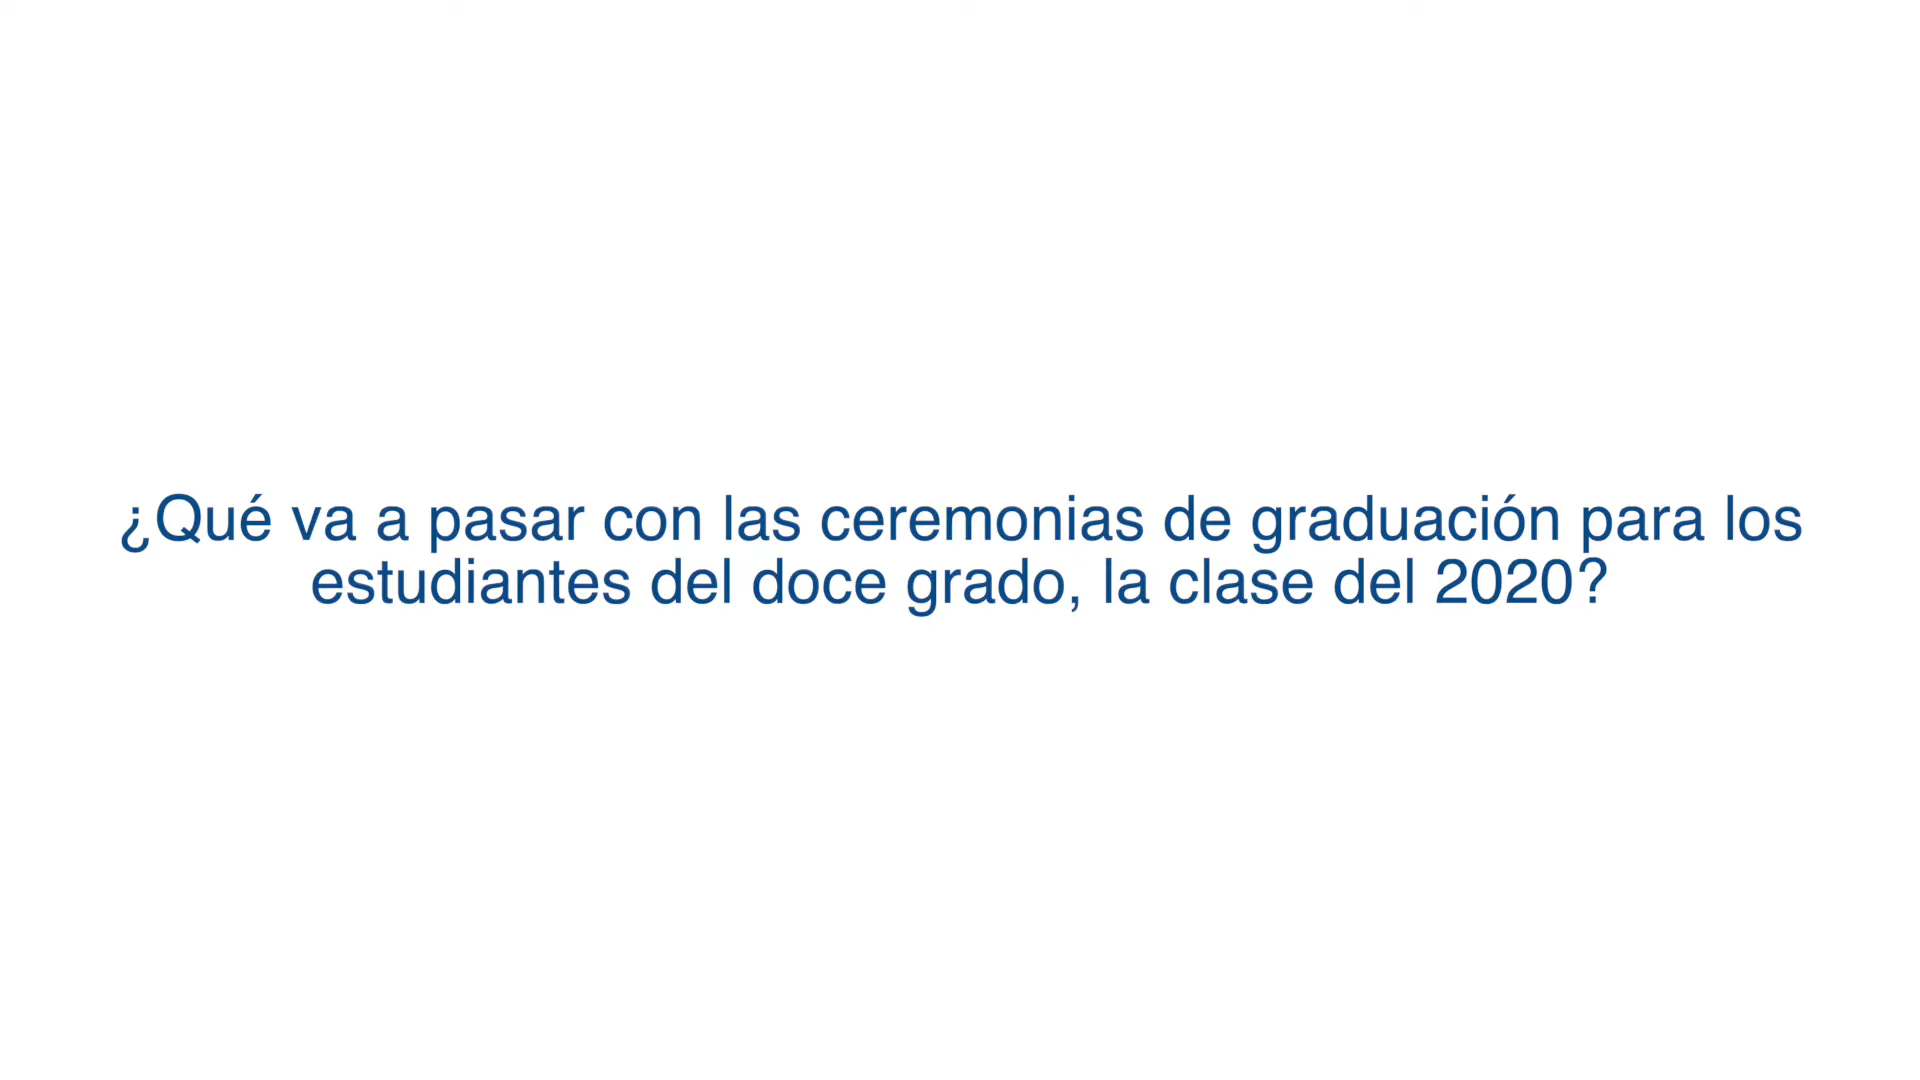 ¿Qué va a pasar con las ceremonias de graduación para los
estudiantes del doce grado, la clase del 2020?